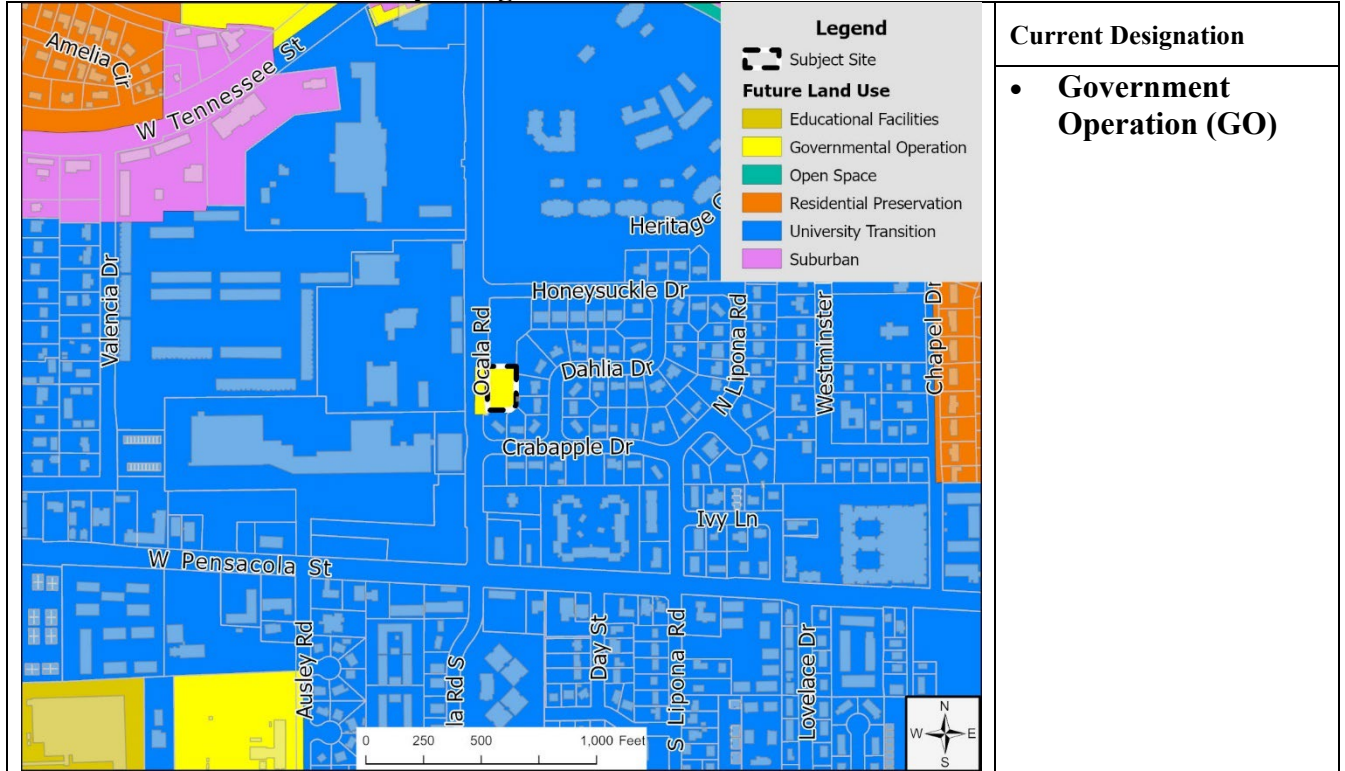 Legend
Subject Site
Future Land Use
Educational Facilities
Governmental Operation
Open Space
Residential Preservation
University Transition
Suburban
Amelia Cir
W Tennessee St
Heritage
Valencia Dr
Ocala Rd
Honeysuckle Dr
Dahlia Dr
N Lipona Rd
Westminster
Chapel Dr
Crabapple Dr
Ivy Ln
W Pensacola St
Ausley Rd
la Rd S
Day St
S Lipona Rd
Lovelace Dr
0 250 500 1,000 Feet
N
W E
S
Current Designation
• Government
Operation (GO)